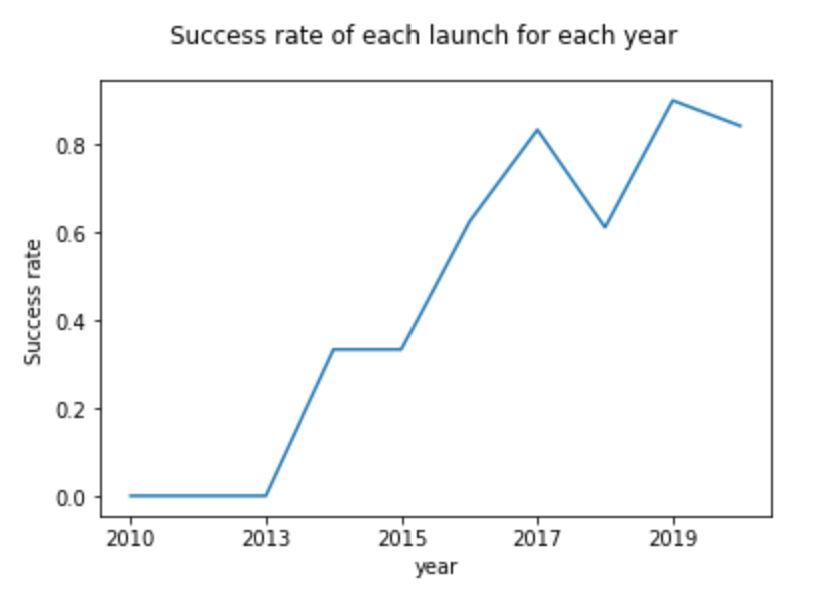 Success rate of each launch for each year
0.8
0.6
0.4
0.2
0.0
Success rate
2010 2013 2015 2017 2019
year